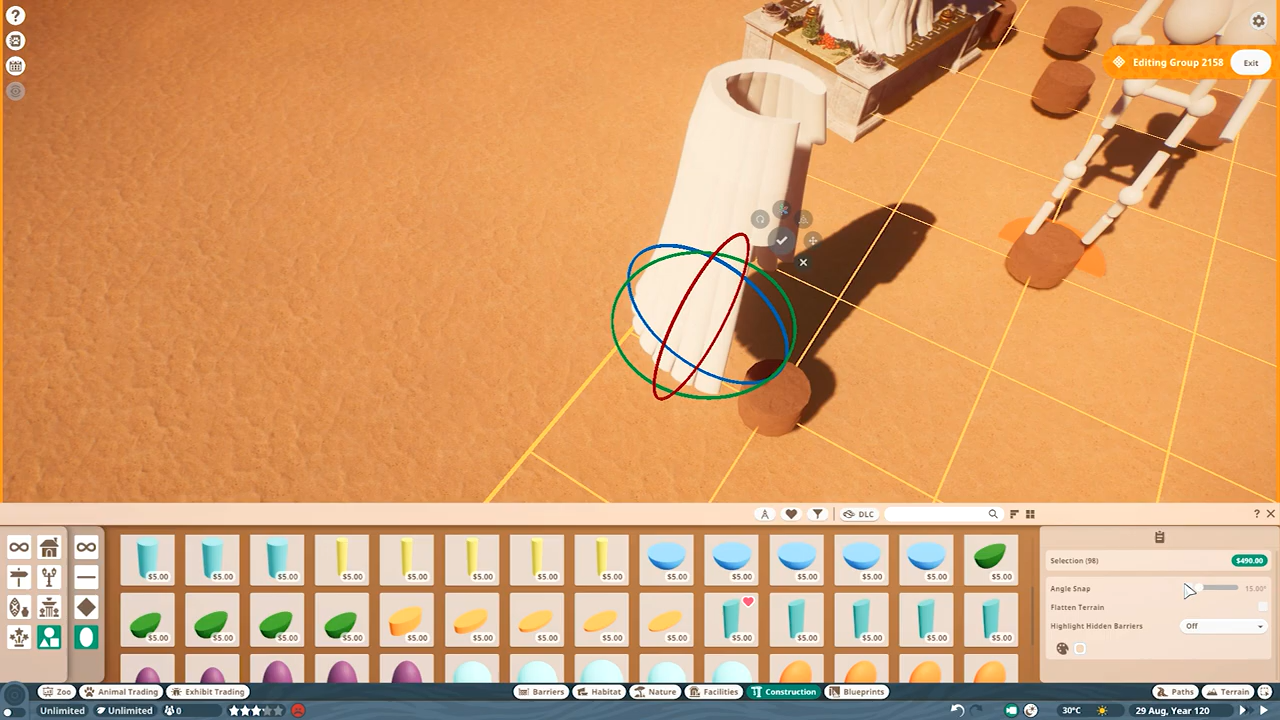 ?
Editing Group 2158 Exit
DLC
? ×
$5.00 $5.00 $5.00 $5.00 $5.00 $5.00 $5.00 $5.00 $5.00 $5.00 $5.00 $5.00 $5.00 $5.00
$5.00 $5.00 $5.00 $5.00 $5.00 $5.00 $5.00 $5.00 $5.00 $5.00 $5.00 $5.00 $5.00 $5.00
Selection (98) $490.00
Angle Snap 15.00°
Flatten Terrain
Highlight Hidden Barriers Off
Zoo Animal Trading Exhibit Trading Barriers Habitat Nature Facilities Construction Blueprints Paths Terrain
Unlimited Unlimited 0 30°C 29 Aug, Year 120